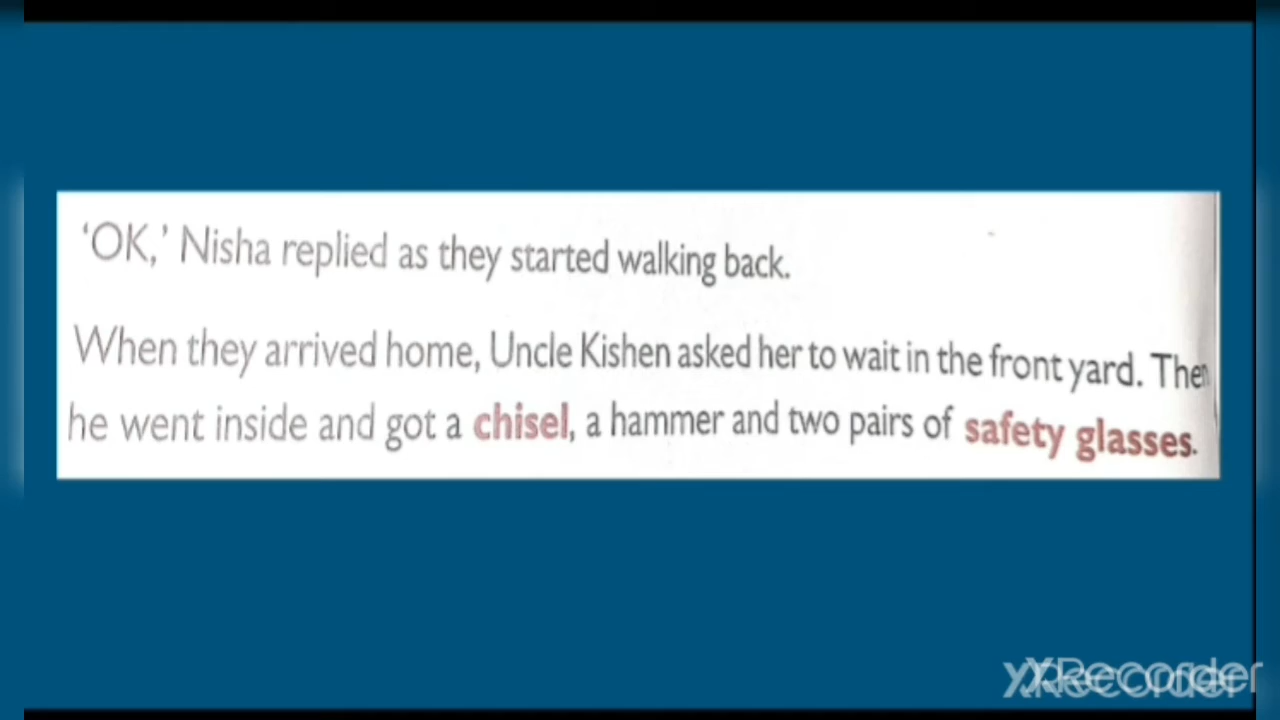 ‘OK,’ Nisha replied as they started walking back.
When they arrived home, Uncle Kishen asked her to wait in the front yard. Then
he went inside and got a chisel, a hammer and two pairs of safety glasses.
XRecorder